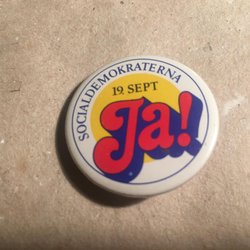 SOCIALDEMOKRATERNA
19. SEPT
Ja!